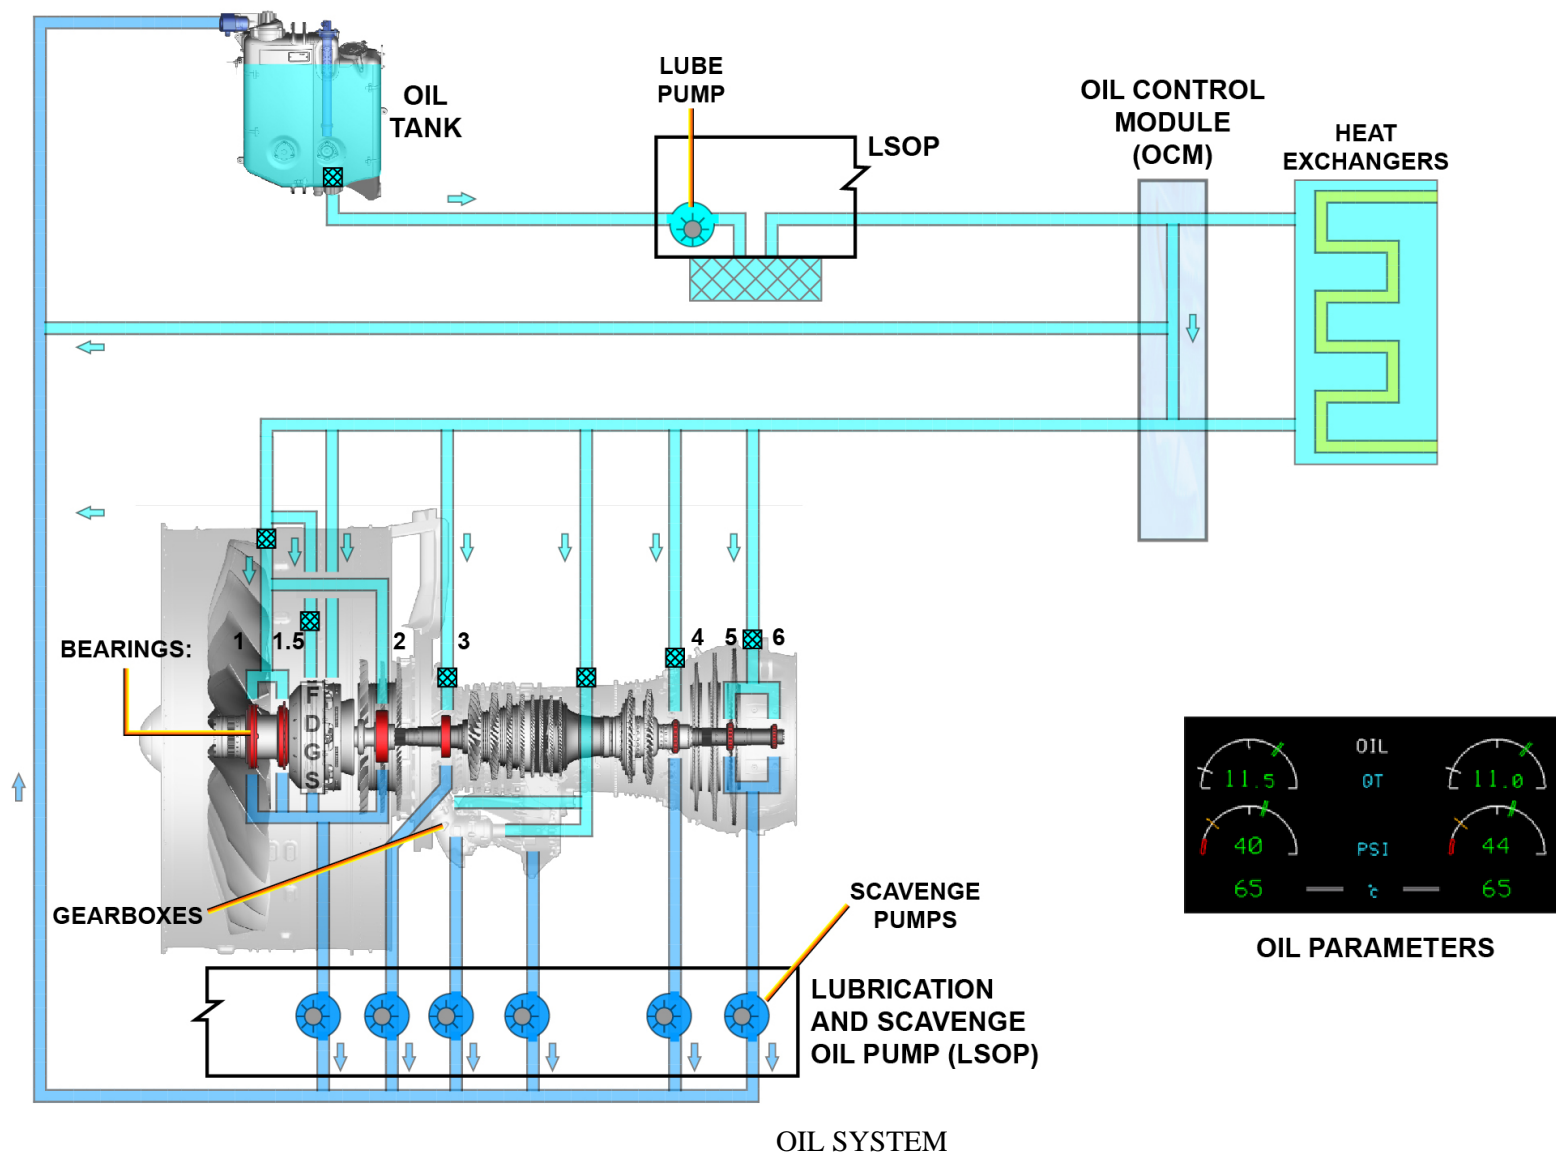 OIL
TANK
LUBE
PUMP
LSOP
OIL CONTROL
MODULE
(OCM)
HEAT
EXCHANGERS
BEARINGS:
1 1.5 2 3 4 5 6
F
D
G
S
GEARBOXES
SCAVENGE
PUMPS
LUBRICATION
AND SCAVENGE
OIL PUMP (LSOP)
OIL
11.5 QT 11.0
40 PSI 44
65 °C 65
OIL PARAMETERS
OIL SYSTEM